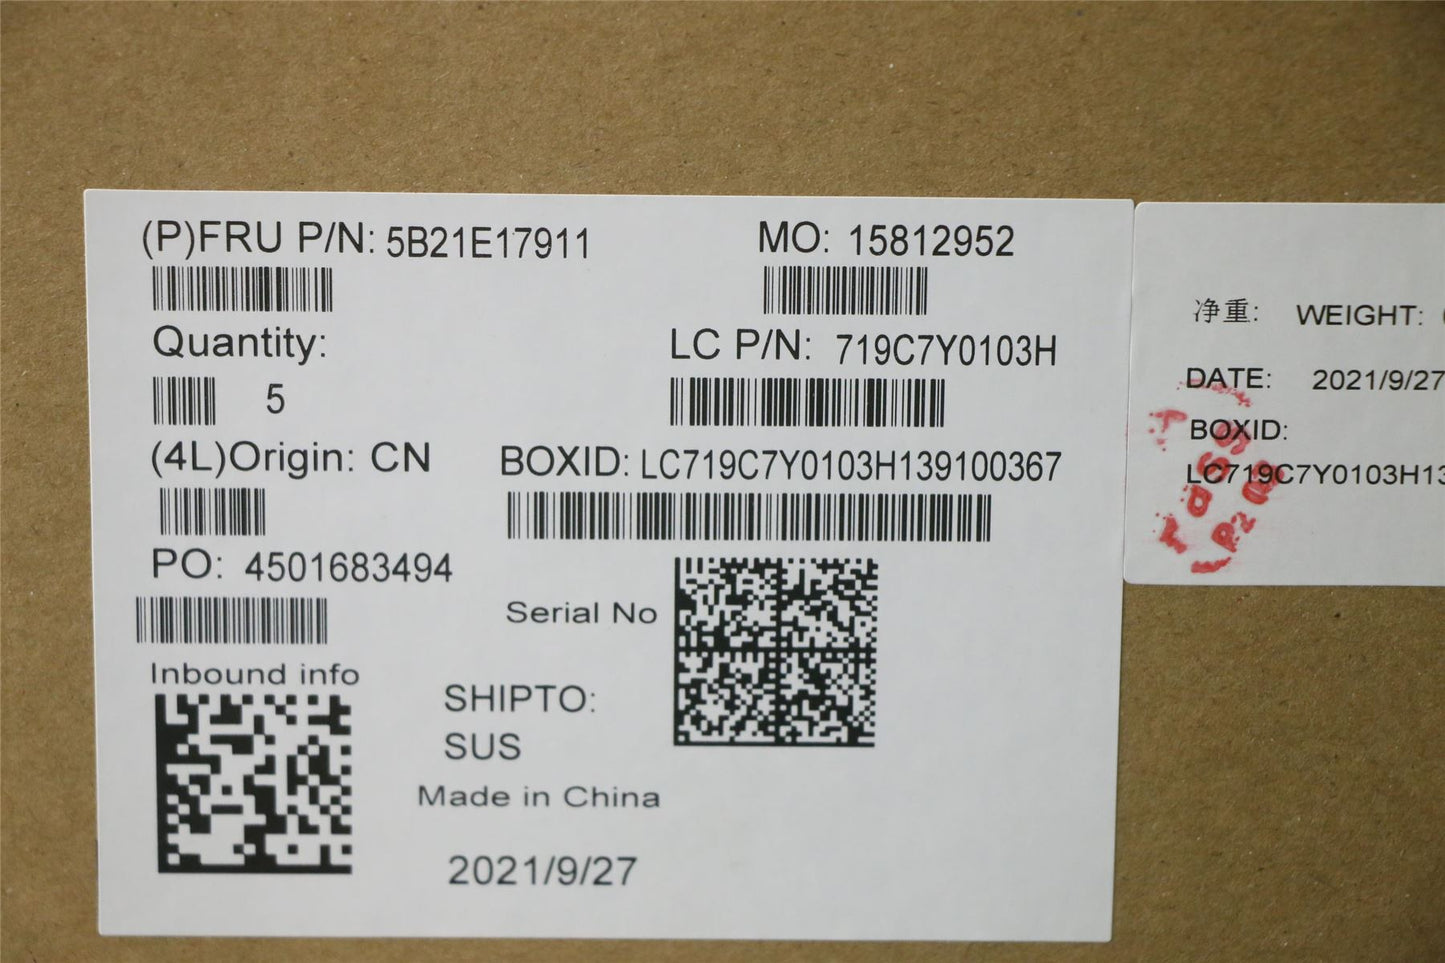 (P)FRU P/N: 5B21E17911
MO: 15812952
Quantity:
5
LC P/N: 719C7Y0103H
(4L)Origin: CN
BOXID: LC719C7Y0103H139100367
PO: 4501683494
Serial No
Inbound info
SHIPTO:
SUS
Made in China
2021/9/27
净重: WEIGHT:
DATE: 2021/9/27
BOXID:
LC719C7Y0103H13